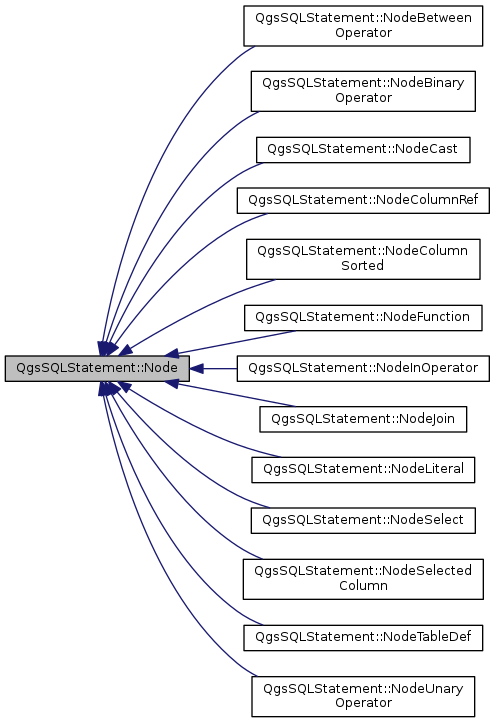 QgsSQLStatement::NodeBetween
Operator
QgsSQLStatement::NodeBinary
Operator
QgsSQLStatement::NodeCast
QgsSQLStatement::NodeColumnRef
QgsSQLStatement::NodeColumn
Sorted
QgsSQLStatement::NodeFunction
QgsSQLStatement::Node
QgsSQLStatement::NodeInOperator
QgsSQLStatement::NodeJoin
QgsSQLStatement::NodeLiteral
QgsSQLStatement::NodeSelect
QgsSQLStatement::NodeSelected
Column
QgsSQLStatement::NodeTableDef
QgsSQLStatement::NodeUnary
Operator